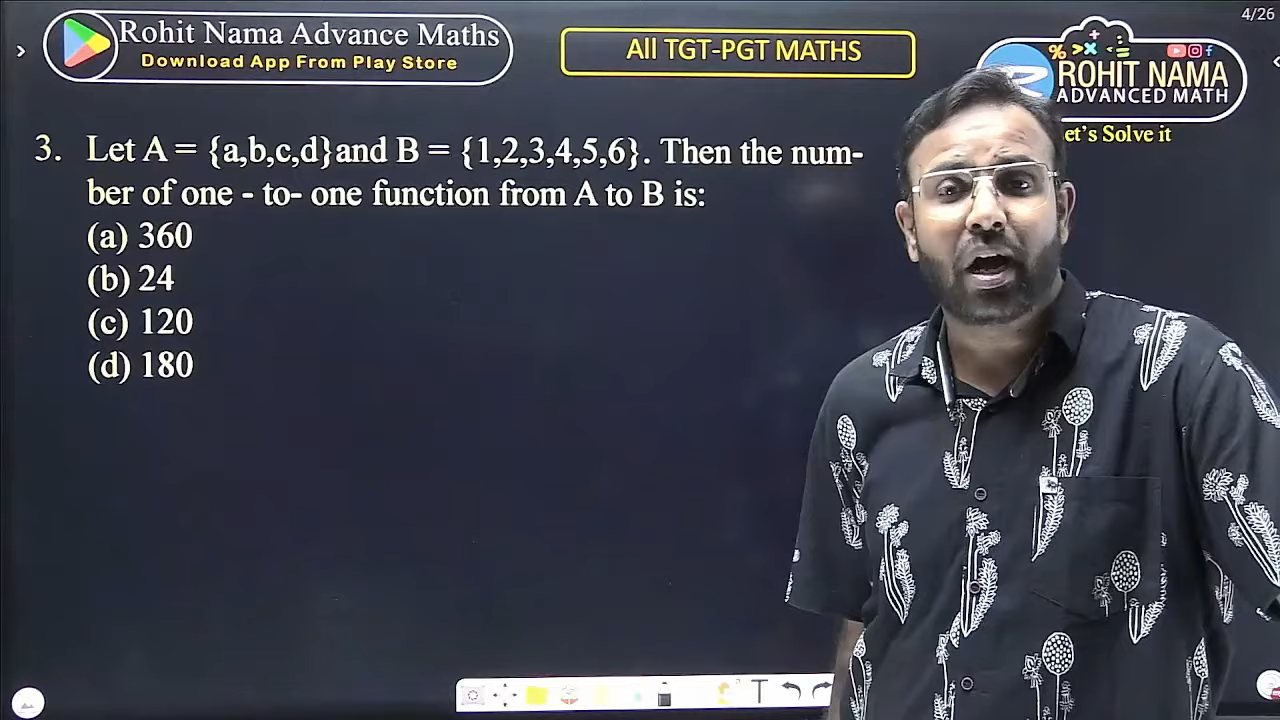 4/26
Rohit Nama Advance Maths
Download App From Play Store
All TGT-PGT MATHS
ROHIT NAMA
ADVANCED MATH
et's Solve it
3. Let A = {a,b,c,d}and B = {1,2,3,4,5,6}. Then the num-
ber of one - to- one function from A to B is:
(a) 360
(b) 24
(c) 120
(d) 180
T